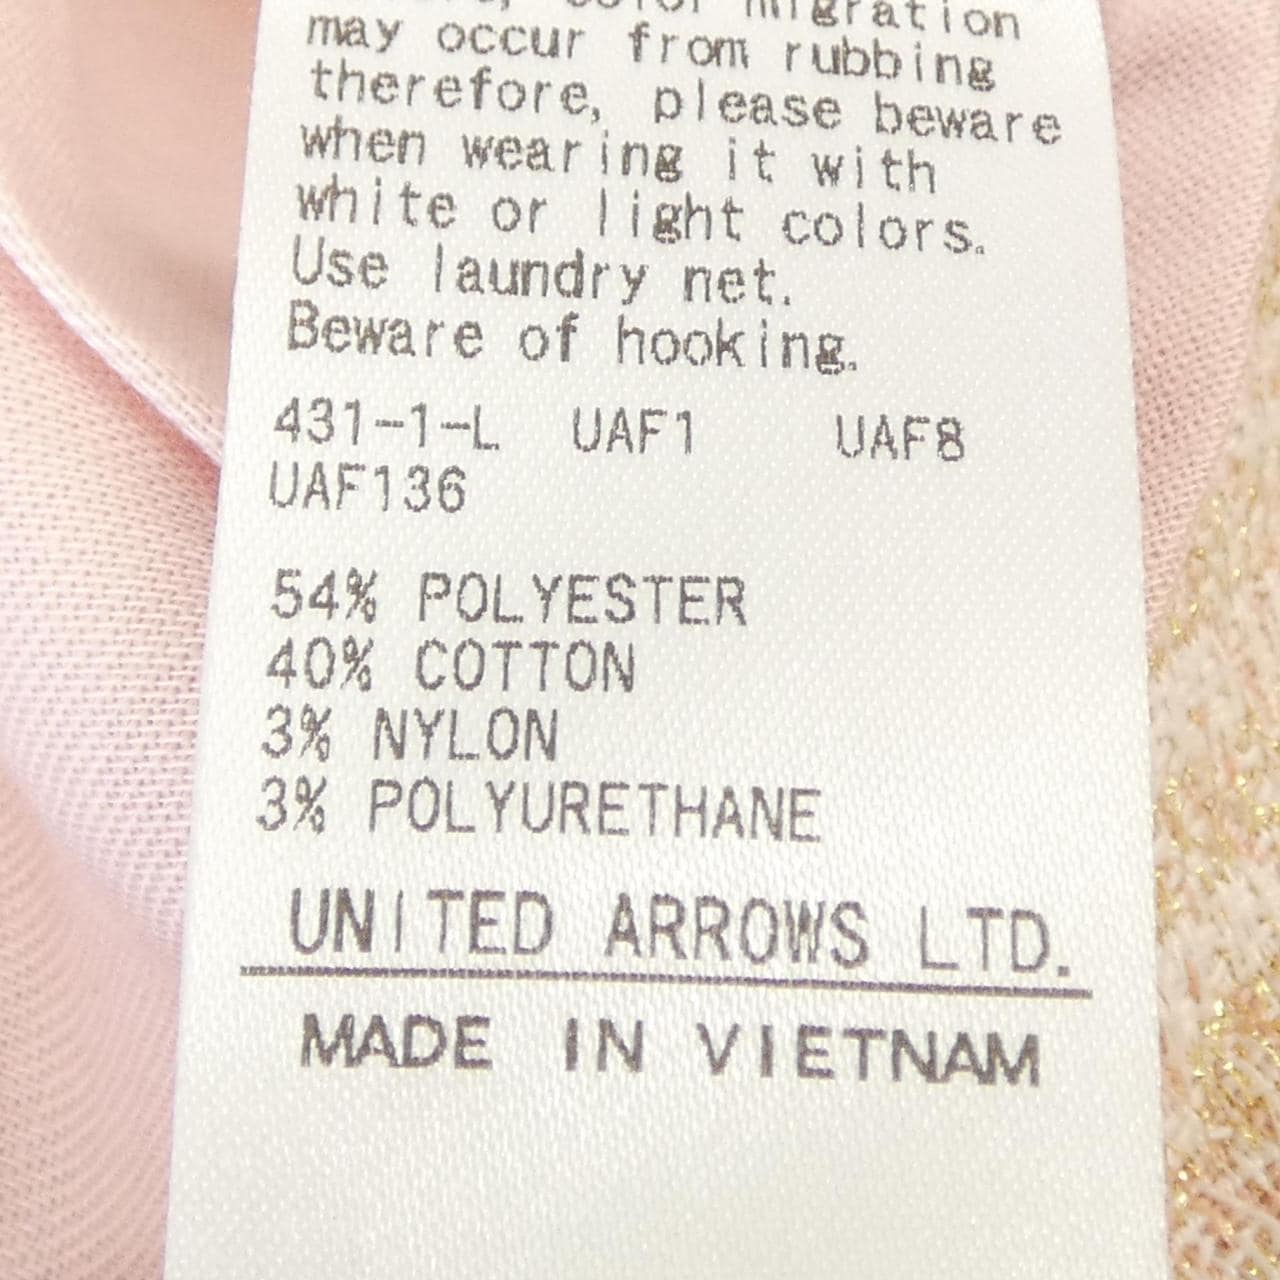 color migration
may occur from rubbing
therefore, please beware
when wearing it with
white or light colors.
Use laundry net.
Beware of hooking.
431-1-L UAF1 UAF8
UAF136
54% POLYESTER
40% COTTON
3% NYLON
3% POLYURETHANE
UNITED ARROWS LTD.
MADE IN VIETNAM